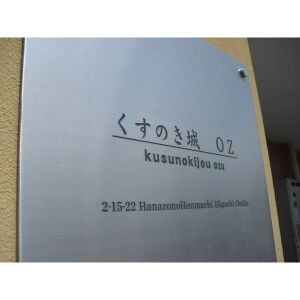 くすのき城 OZ
kusunokijou ozu
2-15-22 HanazonoHonmachi Higashi Osaka